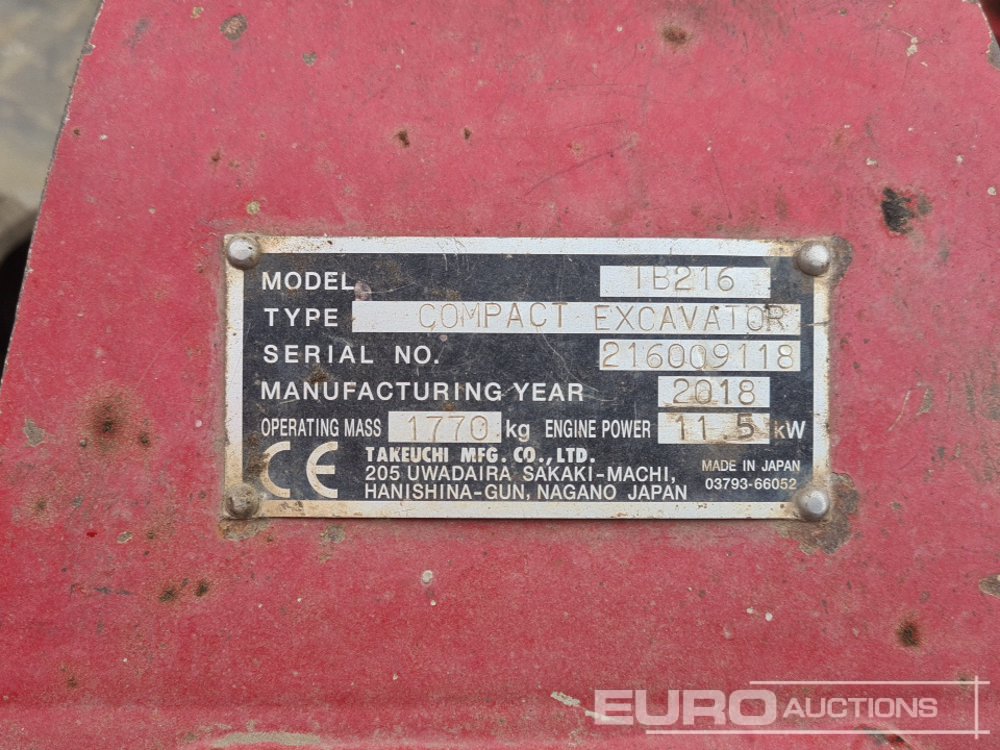 MODEL TB216
TYPE COMPACT EXCAVATOR
SERIAL NO. 216009118
MANUFACTURING YEAR 2018
OPERATING MASS 1770 kg ENGINE POWER 11.5 kW
CE TAKEUCHI MFG. CO., LTD.
205 UWADAIRA SAKAKI-MACHI,
HANISHINA-GUN, NAGANO JAPAN
MADE IN JAPAN
03793-66052
EURO AUCTIONS